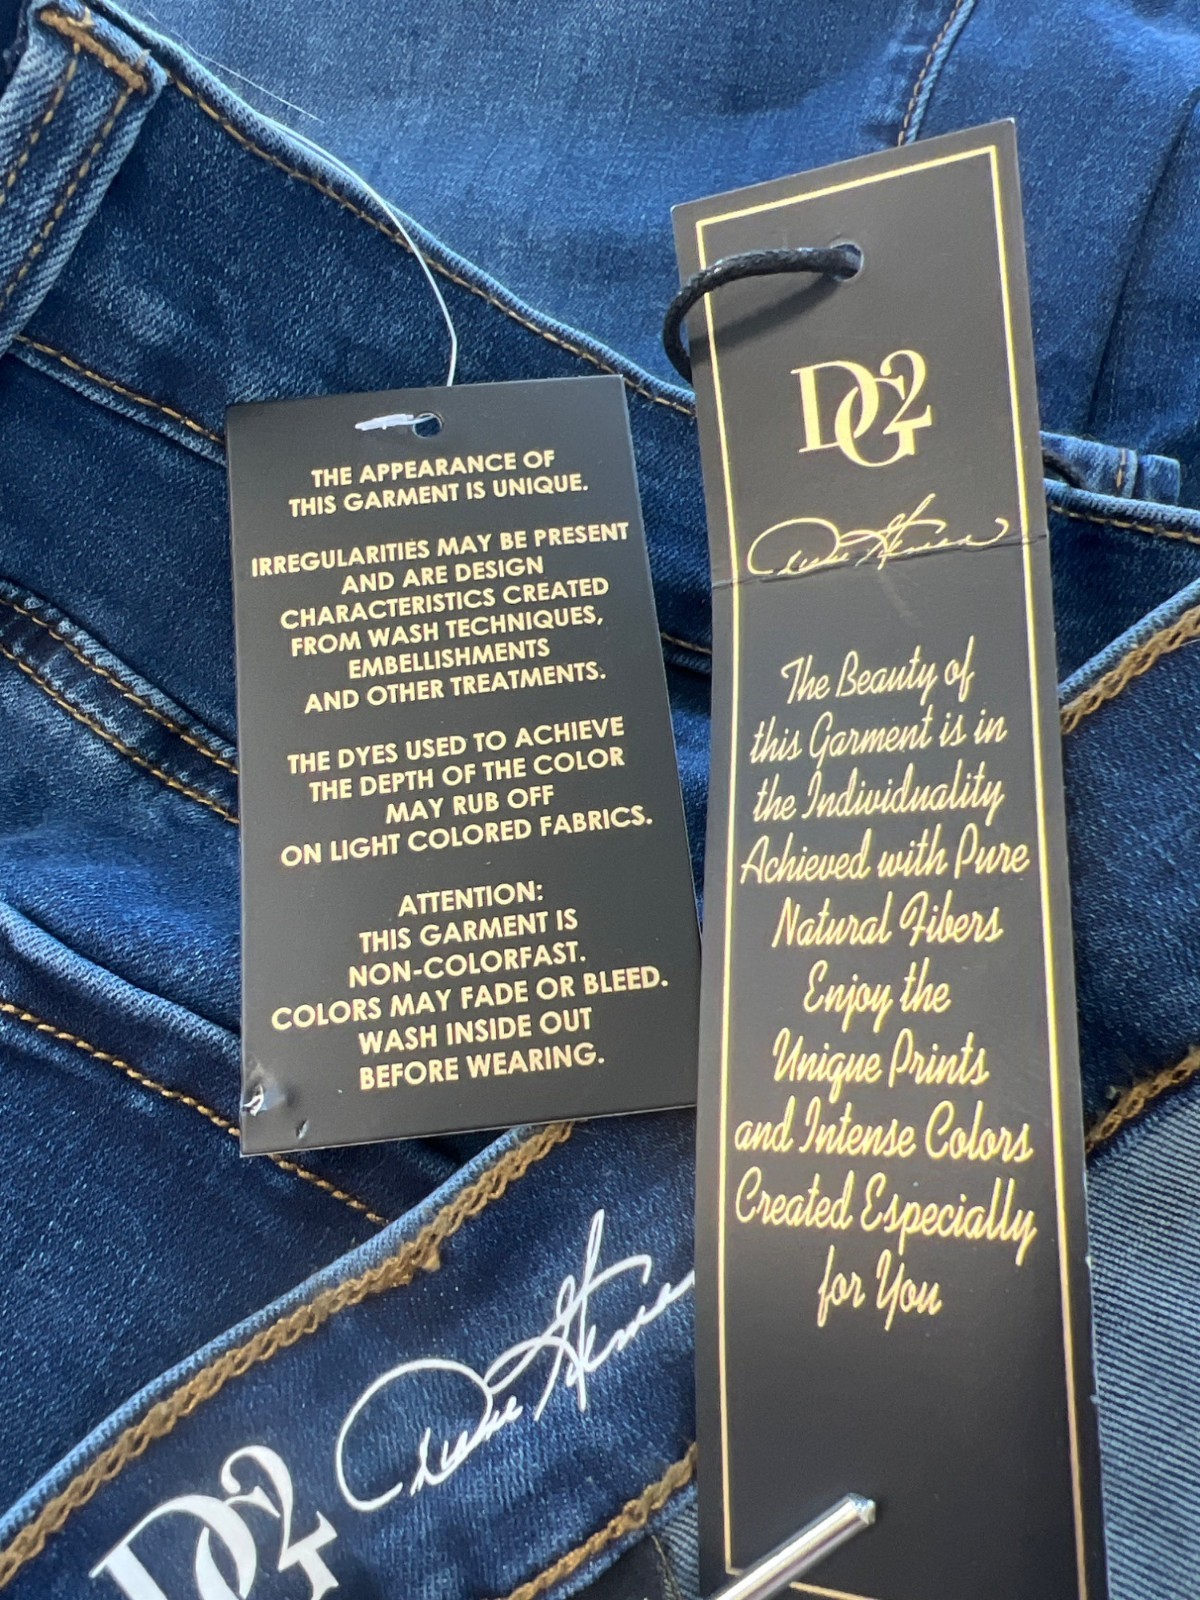 THE APPEARANCE OF
THIS GARMENT IS UNIQUE.
IRREGULARITIES MAY BE PRESENT
AND ARE DESIGN
CHARACTERISTICS CREATED
FROM WASH TECHNIQUES,
EMBELLISHMENTS
AND OTHER TREATMENTS.
THE DYES USED TO ACHIEVE
THE DEPTH OF THE COLOR
MAY RUB OFF
ON LIGHT COLORED FABRICS.
ATTENTION:
THIS GARMENT IS
NON-COLORFAST.
COLORS MAY FADE OR BLEED.
WASH INSIDE OUT
BEFORE WEARING.
DG2
The Beauty of
this Garment is in
the Individuality
Achieved with Pure
Natural Fibers
Enjoy the
Unique Prints
and Intense Colors
Created Especially
for You
DG2